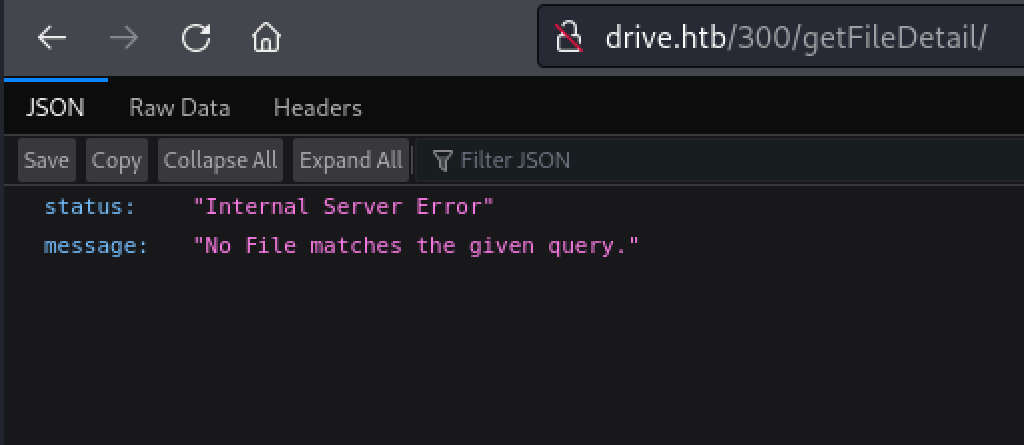 drive.htb/300/getFileDetail/
JSON Raw Data Headers
Save Copy Collapse All Expand All Filter JSON
status: "Internal Server Error"
message: "No File matches the given query."